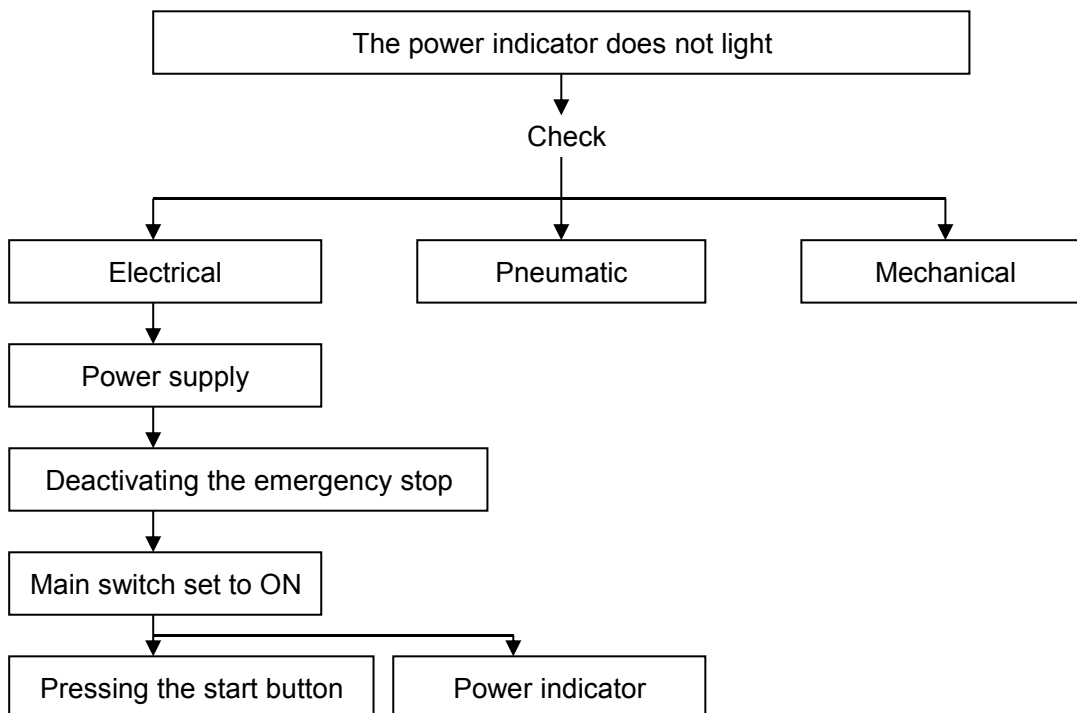 The power indicator does not light
Check
Electrical
Pneumatic
Mechanical
Power supply
Deactivating the emergency stop
Main switch set to ON
Pressing the start button
Power indicator